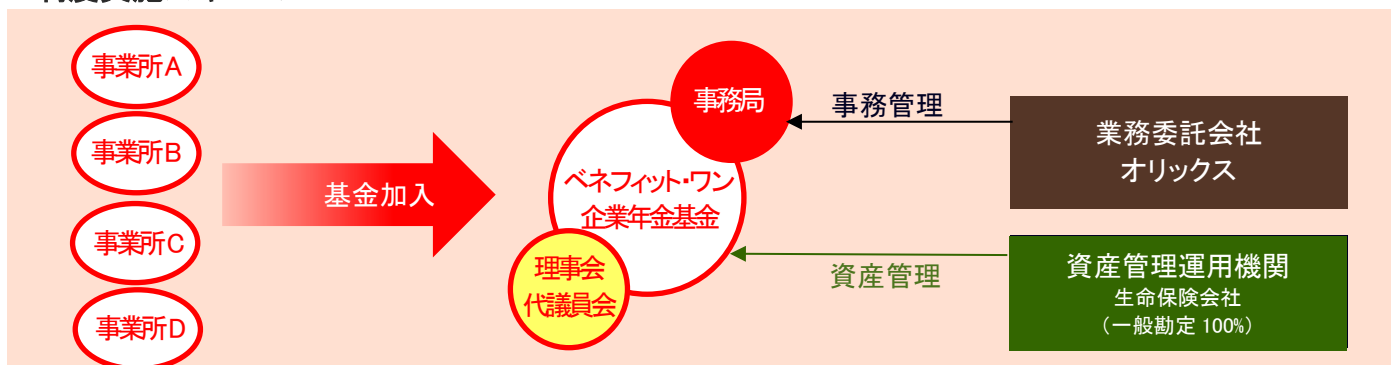 事業所A
事業所B
事業所C
事業所D
基金加入
事務局
ベネフィット・ワン
企業年金基金
理事会
代議員会
事務管理
資産管理
業務委託会社
オリックス
資産管理運用機関
生命保険会社
（一般勘定 100%）